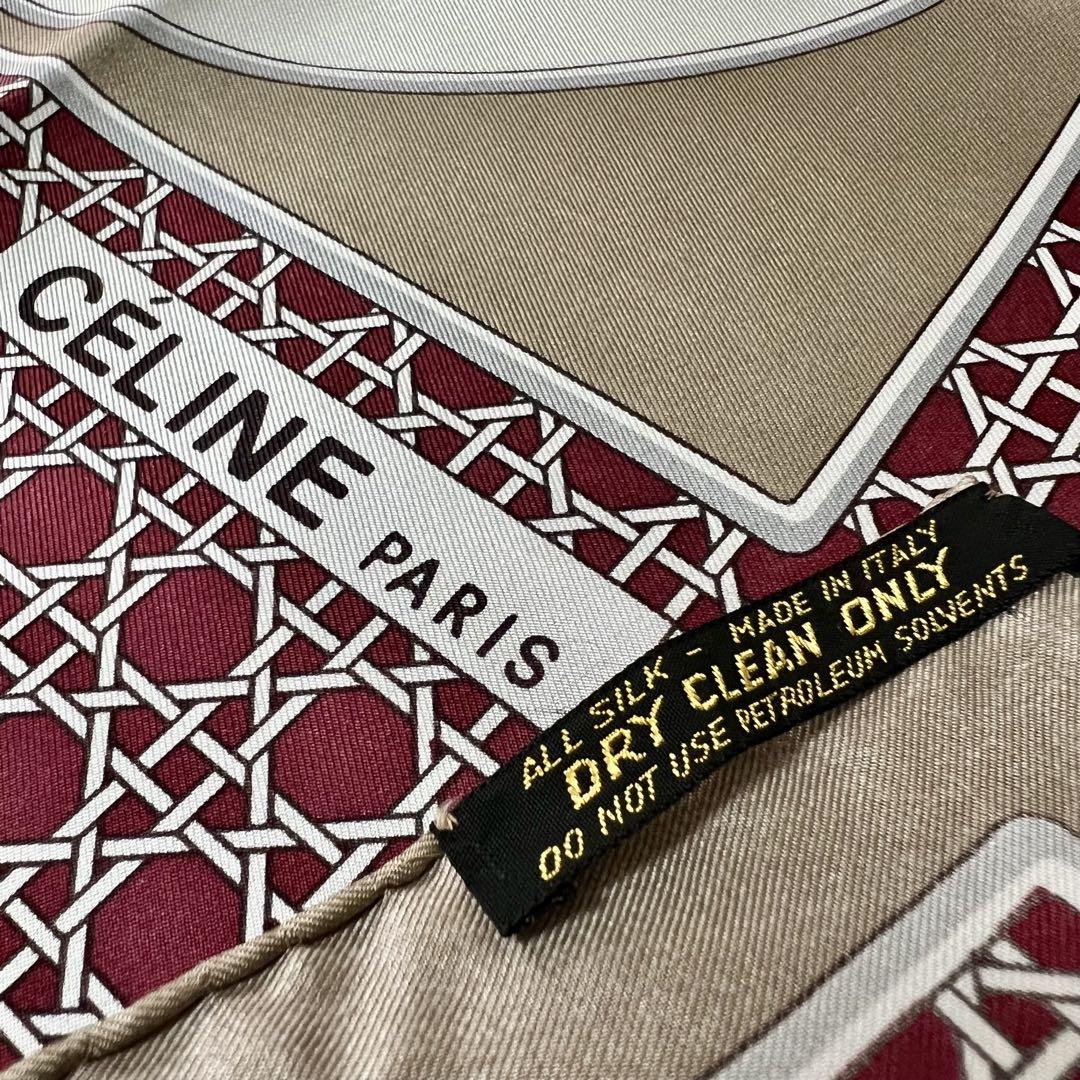 CÉLINE PARIS
ALL SILK - MADE IN ITALY
DRY CLEAN ONLY
DO NOT USE PETROLEUM SOLVENTS